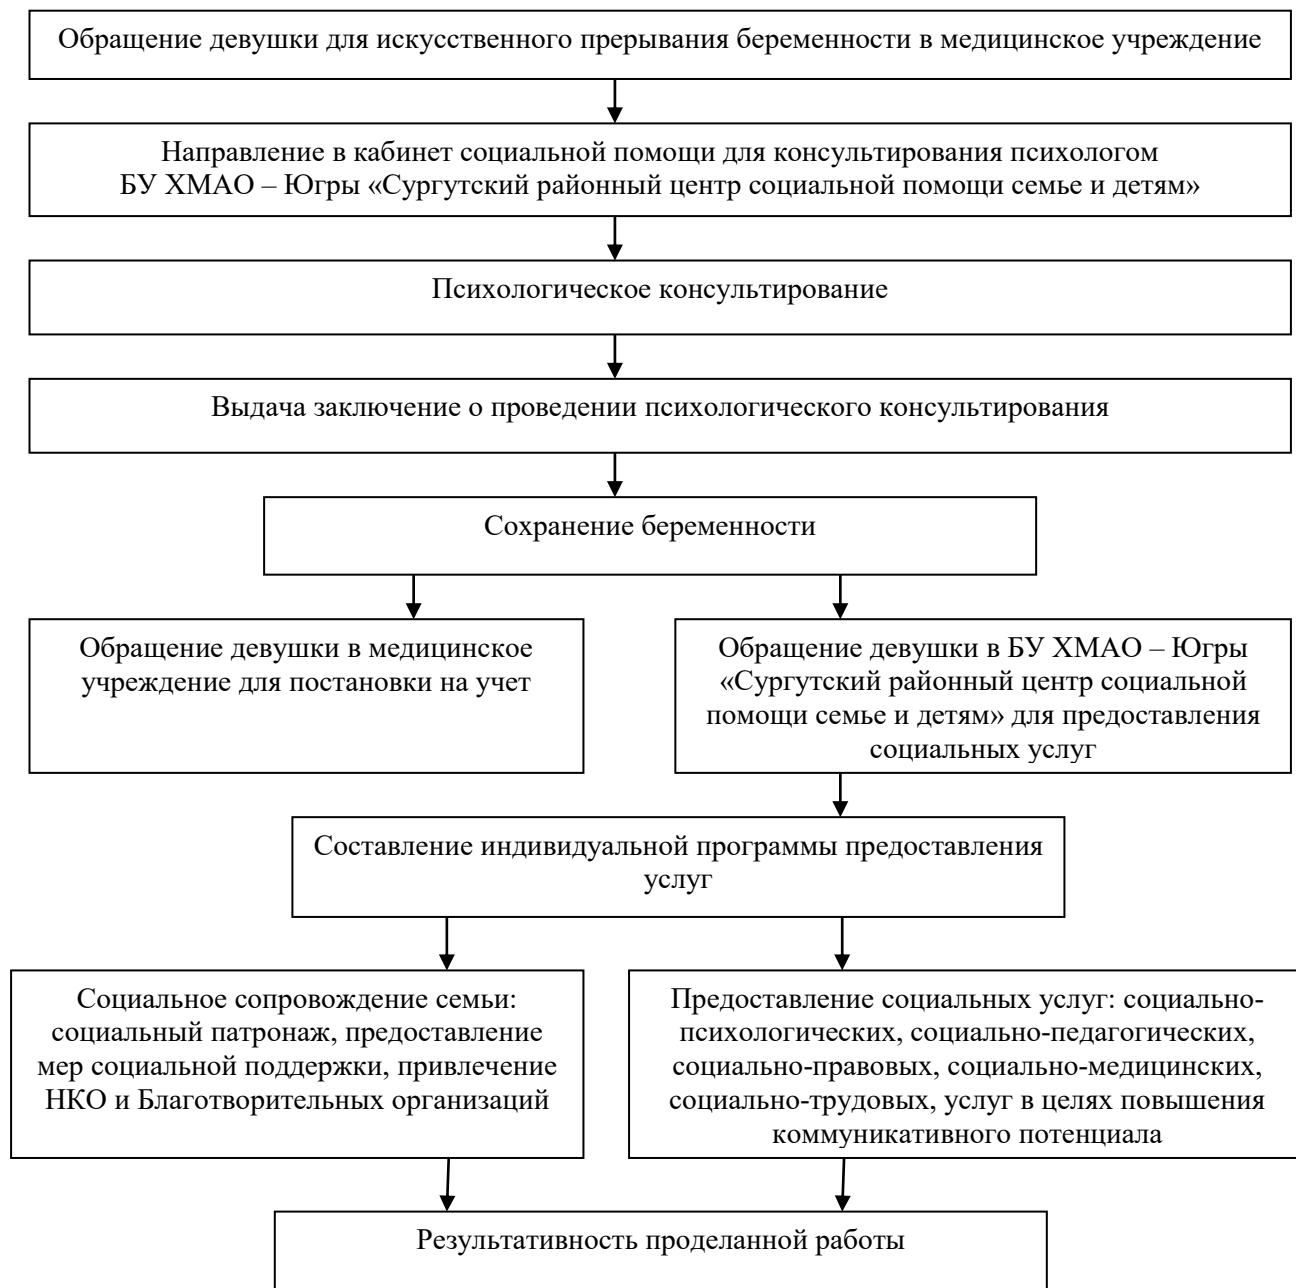 Обращение девушки для искусственного прерывания беременности в медицинское учреждение
Направление в кабинет социальной помощи для консультирования психологом
БУ ХМАО – Югры «Сургутский районный центр социальной помощи семье и детям»
Психологическое консультирование
Выдача заключение о проведении психологического консультирования
Сохранение беременности
Обращение девушки в медицинское
учреждение для постановки на учет
Обращение девушки в БУ ХМАО – Югры
«Сургутский районный центр социальной
помощи семье и детям» для предоставления
социальных услуг
Составление индивидуальной программы предоставления
услуг
Социальное сопровождение семьи:
социальный патронаж, предоставление
мер социальной поддержки, привлечение
НКО и Благотворительных организаций
Предоставление социальных услуг: социально-
психологических, социально-педагогических,
социально-правовых, социально-медицинских,
социально-трудовых, услуг в целях повышения
коммуникативного потенциала
Результативность проделанной работы